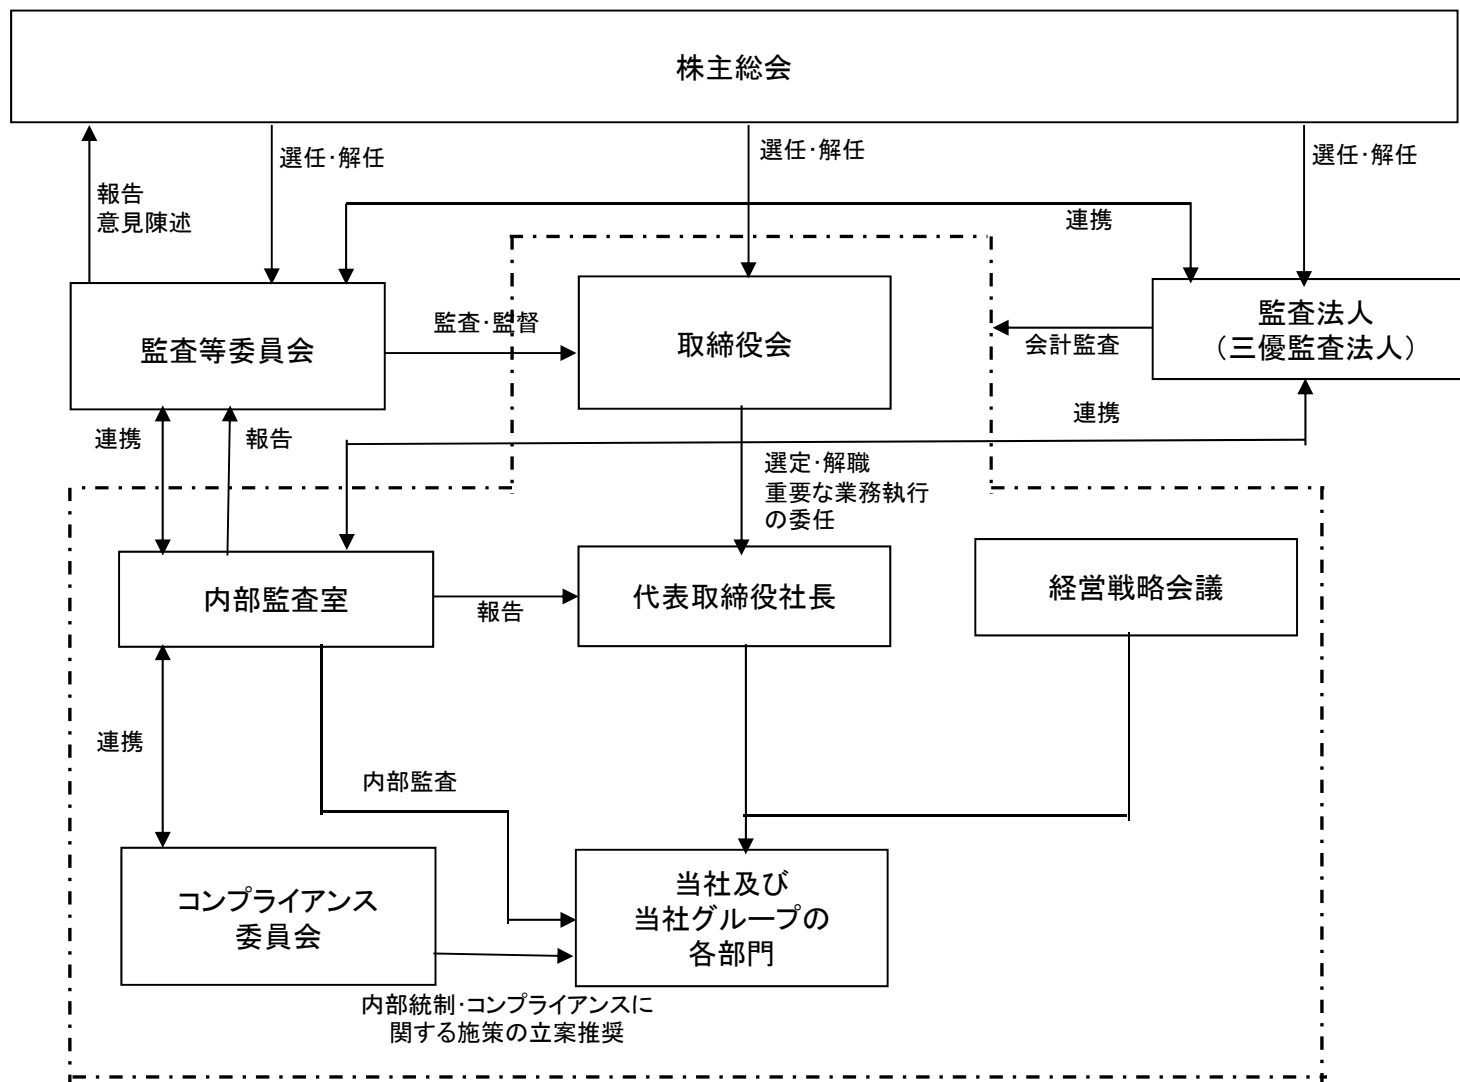 株主総会
選任・解任
選任・解任
選任・解任
報告
意見陳述
連携
監査等委員会
監査・監督
取締役会
会計監査
監査法人
（三優監査法人）
連携
報告
連携
選定・解職
重要な業務執行
の委任
内部監査室
報告
代表取締役社長
経営戦略会議
連携
内部監査
コンプライアンス
委員会
当社及び
当社グループの
各部門
内部統制・コンプライアンスに
関する施策の立案推奨